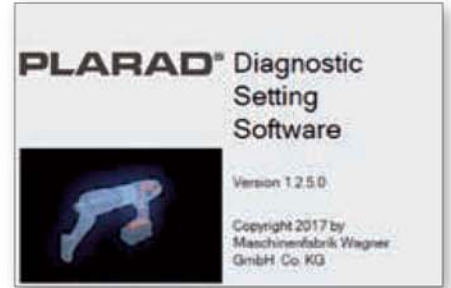 PLARAD®
Diagnostic
Setting
Software
Version 1.2.5.0
Copyright 2017 by
Maschinenfabrik Wagner
GmbH Co. KG